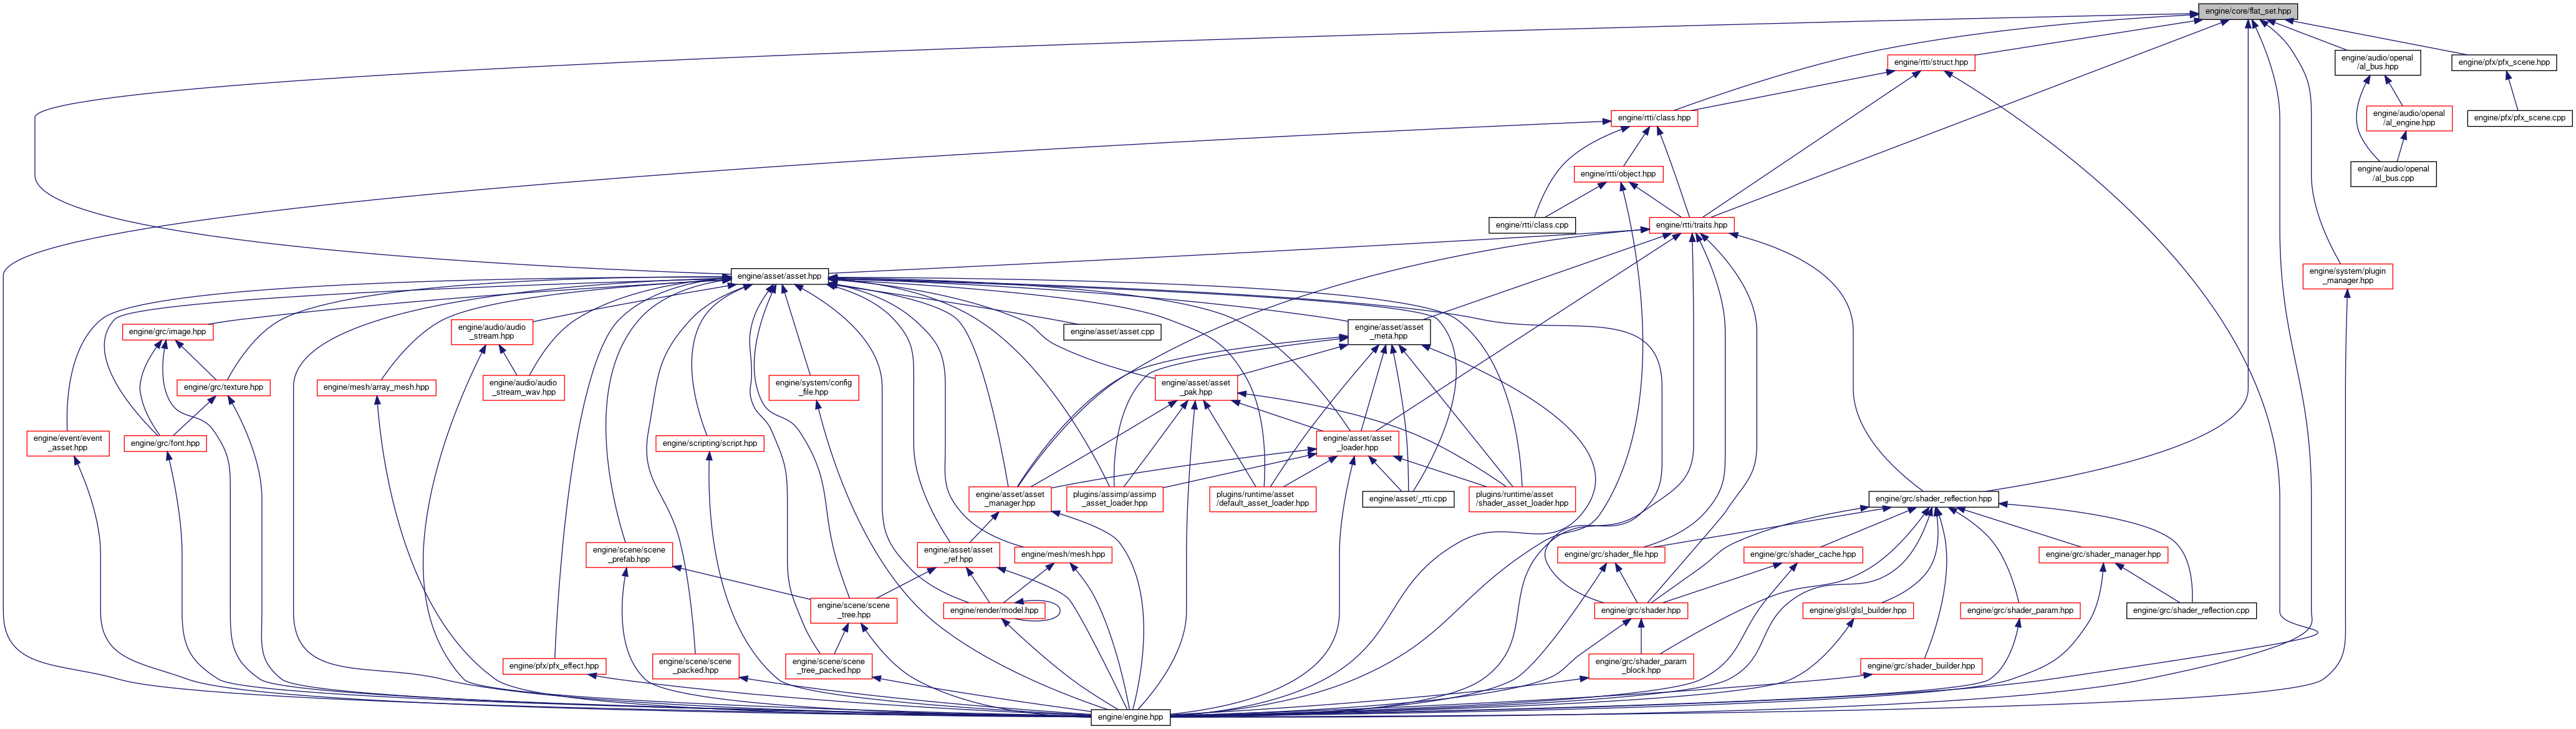 engine/core/flat_set.hpp
engine/rtti/struct.hpp
engine/audio/openal
/al_bus.hpp
engine/pfx/pfx_scene.hpp
engine/rtti/class.hpp
engine/audio/openal
/al_engine.hpp
engine/pfx/pfx_scene.cpp
engine/rtti/object.hpp
engine/audio/openal
/al_bus.cpp
engine/rtti/class.cpp
engine/rtti/traits.hpp
engine/asset/asset.hpp
engine/system/plugin
_manager.hpp
engine/grc/image.hpp
engine/audio/audio
_stream.hpp
engine/asset/asset.cpp
engine/asset/asset
_meta.hpp
engine/grc/texture.hpp
engine/mesh/array_mesh.hpp
engine/audio/audio
_stream_wav.hpp
engine/system/config
_file.hpp
engine/asset/asset
_pak.hpp
engine/event/event
_asset.hpp
engine/grc/font.hpp
engine/scripting/script.hpp
engine/asset/asset
_loader.hpp
engine/asset/asset
_manager.hpp
plugins/assimp/assimp
_asset_loader.hpp
plugins/runtime/asset
/default_asset_loader.hpp
engine/asset/_rtti.cpp
plugins/runtime/asset
/shader_asset_loader.hpp
engine/grc/shader_reflection.hpp
engine/scene/scene
_prefab.hpp
engine/asset/asset
_ref.hpp
engine/mesh/mesh.hpp
engine/grc/shader_file.hpp
engine/grc/shader_cache.hpp
engine/grc/shader_manager.hpp
engine/scene/scene
_tree.hpp
engine/render/model.hpp
engine/grc/shader.hpp
engine/glsl/glsl_builder.hpp
engine/grc/shader_param.hpp
engine/grc/shader_reflection.cpp
engine/pfx/pfx_effect.hpp
engine/scene/scene
_packed.hpp
engine/scene/scene
_tree_packed.hpp
engine/grc/shader_param
_block.hpp
engine/grc/shader_builder.hpp
engine/engine.hpp